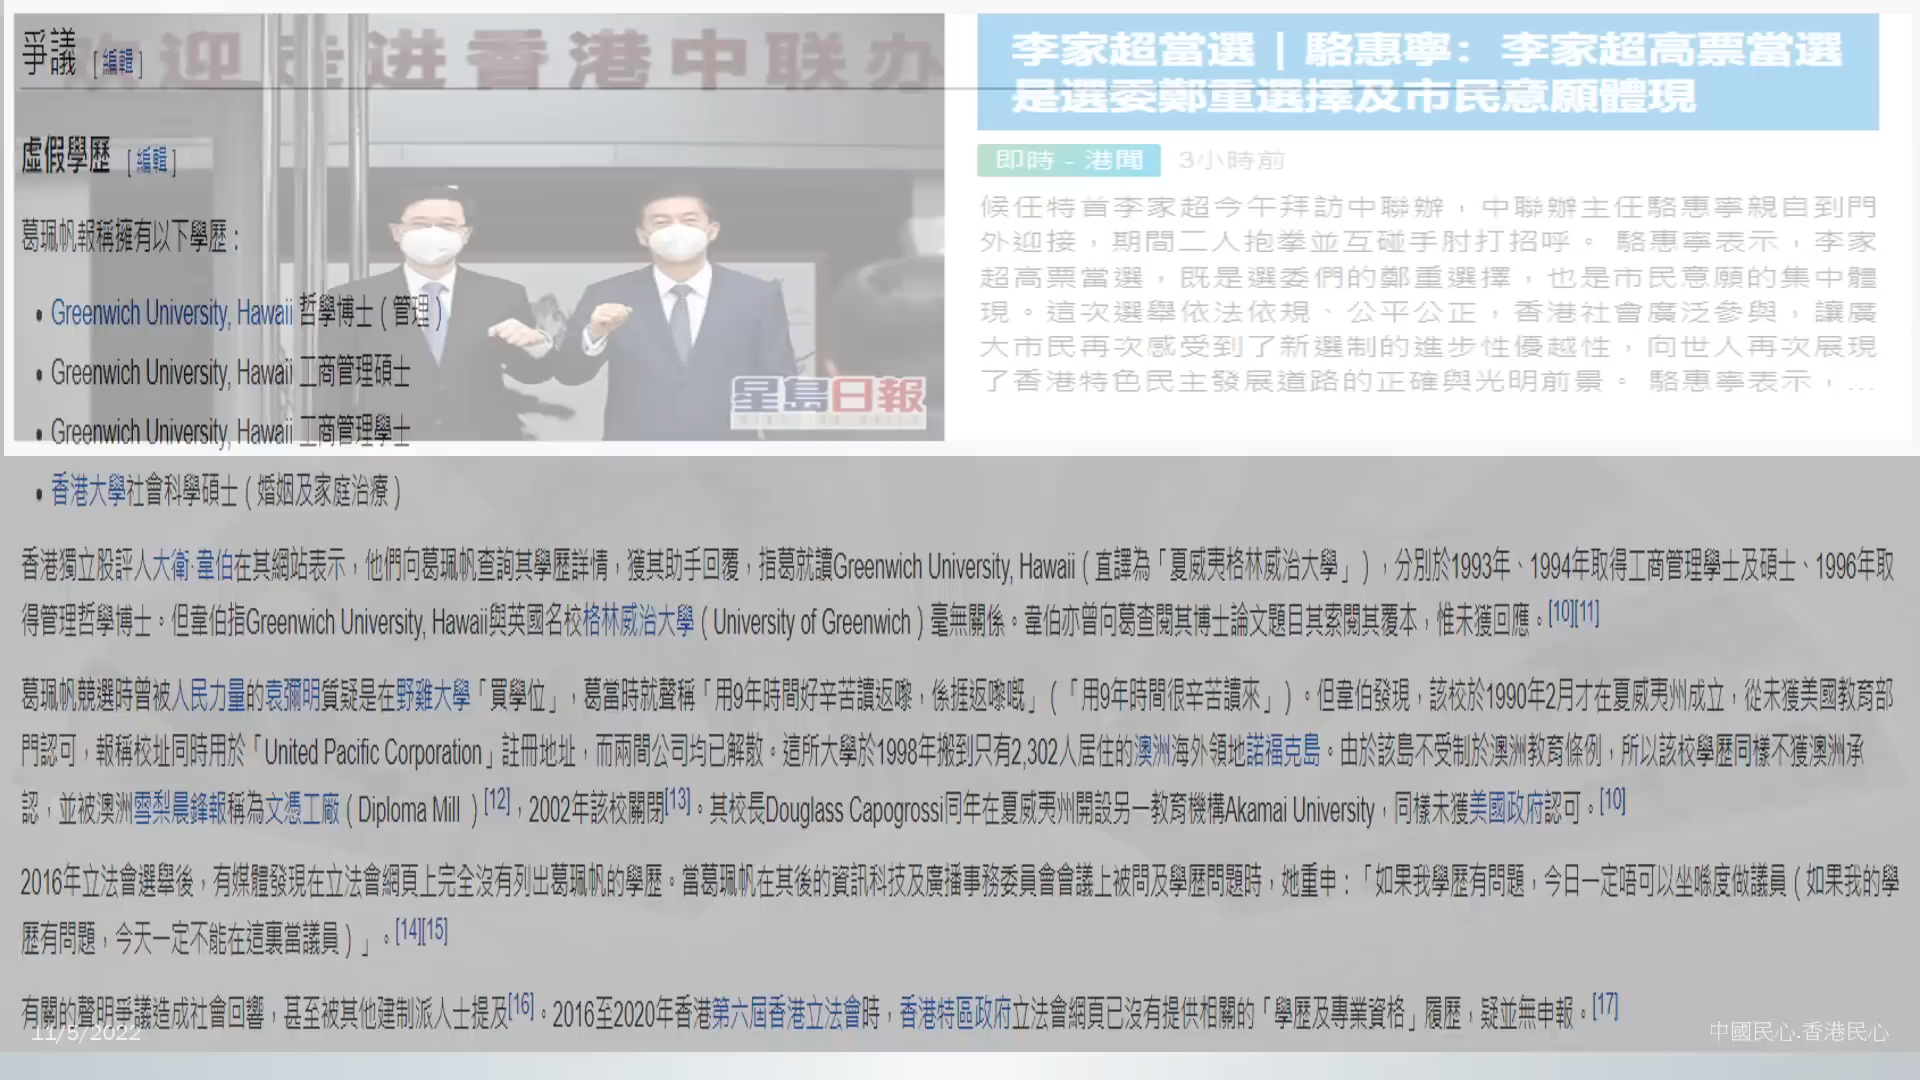 爭議 [ 編輯 ]
虛假學歷 [ 編輯 ]
葛珮帆報稱擁有以下學歷：
• Greenwich University, Hawaii 哲學博士（管理）
• Greenwich University, Hawaii 工商管理碩士
• Greenwich University, Hawaii 工商管理學士
• 香港大學社會科學碩士（婚姻及家庭治療）
香港獨立股評人大衛·韋伯在其網站表示，他們向葛珮帆查詢其學歷詳情，獲其助手回覆，指葛就讀Greenwich University, Hawaii（直譯為「夏威夷格林威治大學」），分別於1993年、1994年取得工商管理學士及碩士、1996年取
得管理哲學博士。但韋伯指Greenwich University, Hawaii與英國名校格林威治大學（University of Greenwich）毫無關係。韋伯亦曾向葛查閱其博士論文題目其索閱其覆本，惟未獲回應。[10][11]
葛珮帆競選時曾被人民力量的袁彌明質疑是在野雞大學「買學位」，葛當時就聲稱「用9年時間好辛苦讀返嚟，係捱返嚟嘅」（「用9年時間很辛苦讀來」）。但韋伯發現，該校於1990年2月才在夏威夷州成立，從未獲美國教育部
門認可，報稱校址同時用於「United Pacific Corporation」註冊地址，而兩間公司均已解散。這所大學於1998年搬到只有2,302人居住的澳洲海外領地諾福克島。由於該島不受制於澳洲教育條例，所以該校學歷同樣不獲澳洲承
認，並被澳洲雪梨晨鋒報稱為文憑工廠（Diploma Mill ）[12]，2002年該校關閉[13]。其校長Douglass Capogrossi同年在夏威夷州開設另一教育機構Akamai University，同樣未獲美國政府認可。[10]
2016年立法會選舉後，有媒體發現在立法會網頁上完全沒有列出葛珮帆的學歷。當葛珮帆在其後的資訊科技及廣播事務委員會會議上被問及學歷問題時，她重申：「如果我學歷有問題，今日一定唔可以坐喺度做議員（如果我的學
歷有問題，今天一定不能在這裏當議員）」。[14][15]
有關的聲明爭議造成社會回響，甚至被其他建制派人士提及[16]。2016至2020年香港第六屆香港立法會時，香港特區政府立法會網頁已沒有提供相關的「學歷及專業資格」履歷，疑並無申報。[17]
欢迎走进香港中联办
星島日報
李家超當選｜駱惠寧：李家超高票當選
是選委鄭重選擇及市民意願體現
即時 - 港聞 3小時前
候任特首李家超今午拜訪中聯辦，中聯辦主任駱惠寧親自到門
外迎接，期間二人抱拳並互碰手肘打招呼。 駱惠寧表示，李家
超高票當選，既是選委們的鄭重選擇，也是市民意願的集中體
現。這次選舉依法依規、公平公正，香港社會廣泛參與，讓廣
大市民再次感受到了新選制的進步性優越性，向世人再次展現
了香港特色民主發展道路的正確與光明前景。 駱惠寧表示，...
11/5/2022
中國民心.香港民心